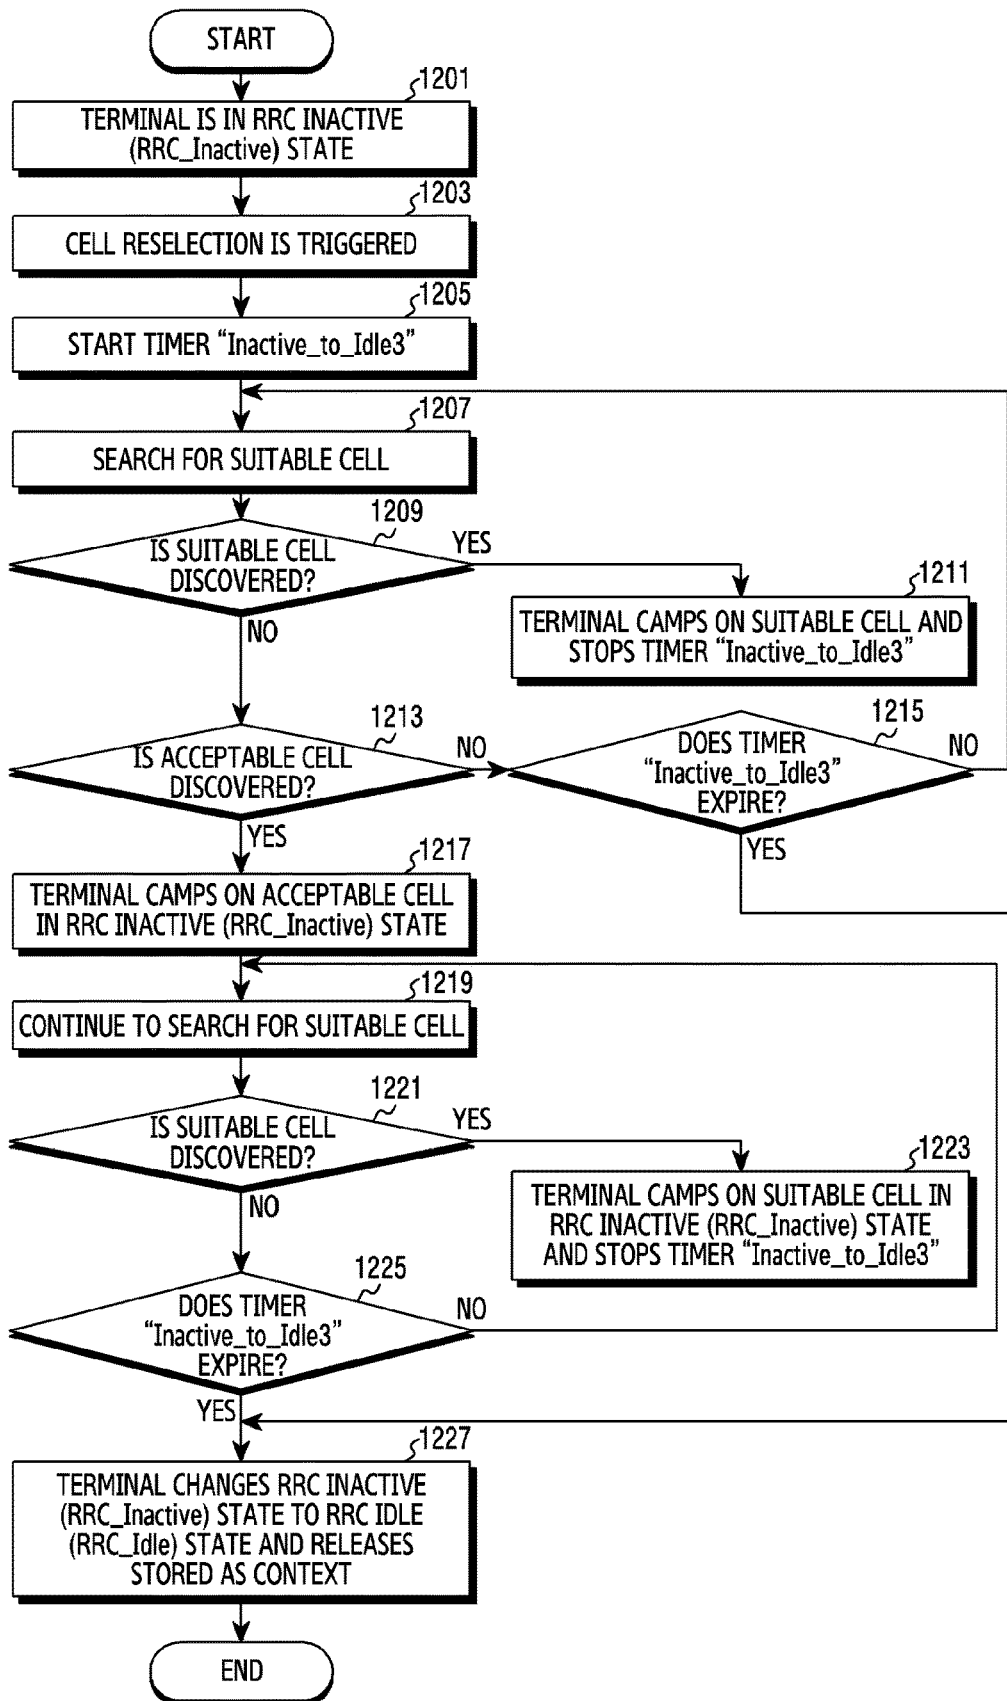 START
1201
TERMINAL IS IN RRC INACTIVE
(RRC_Inactive) STATE
1203
CELL RESELECTION IS TRIGGERED
1205
START TIMER “Inactive_to_Idle3”
1207
SEARCH FOR SUITABLE CELL
1209
IS SUITABLE CELL
DISCOVERED?
YES
NO
1211
TERMINAL CAMPS ON SUITABLE CELL AND
STOPS TIMER “Inactive_to_Idle3”
1213
IS ACCEPTABLE CELL
DISCOVERED?
NO
YES
1215
DOES TIMER
“Inactive_to_Idle3”
EXPIRE?
NO
YES
1217
TERMINAL CAMPS ON ACCEPTABLE CELL
IN RRC INACTIVE (RRC_Inactive) STATE
1219
CONTINUE TO SEARCH FOR SUITABLE CELL
1221
IS SUITABLE CELL
DISCOVERED?
YES
NO
1223
TERMINAL CAMPS ON SUITABLE CELL IN
RRC INACTIVE (RRC_Inactive) STATE
AND STOPS TIMER “Inactive_to_Idle3”
1225
DOES TIMER
“Inactive_to_Idle3”
EXPIRE?
NO
YES
1227
TERMINAL CHANGES RRC INACTIVE
(RRC_Inactive) STATE TO RRC IDLE
(RRC_Idle) STATE AND RELEASES
STORED AS CONTEXT
END